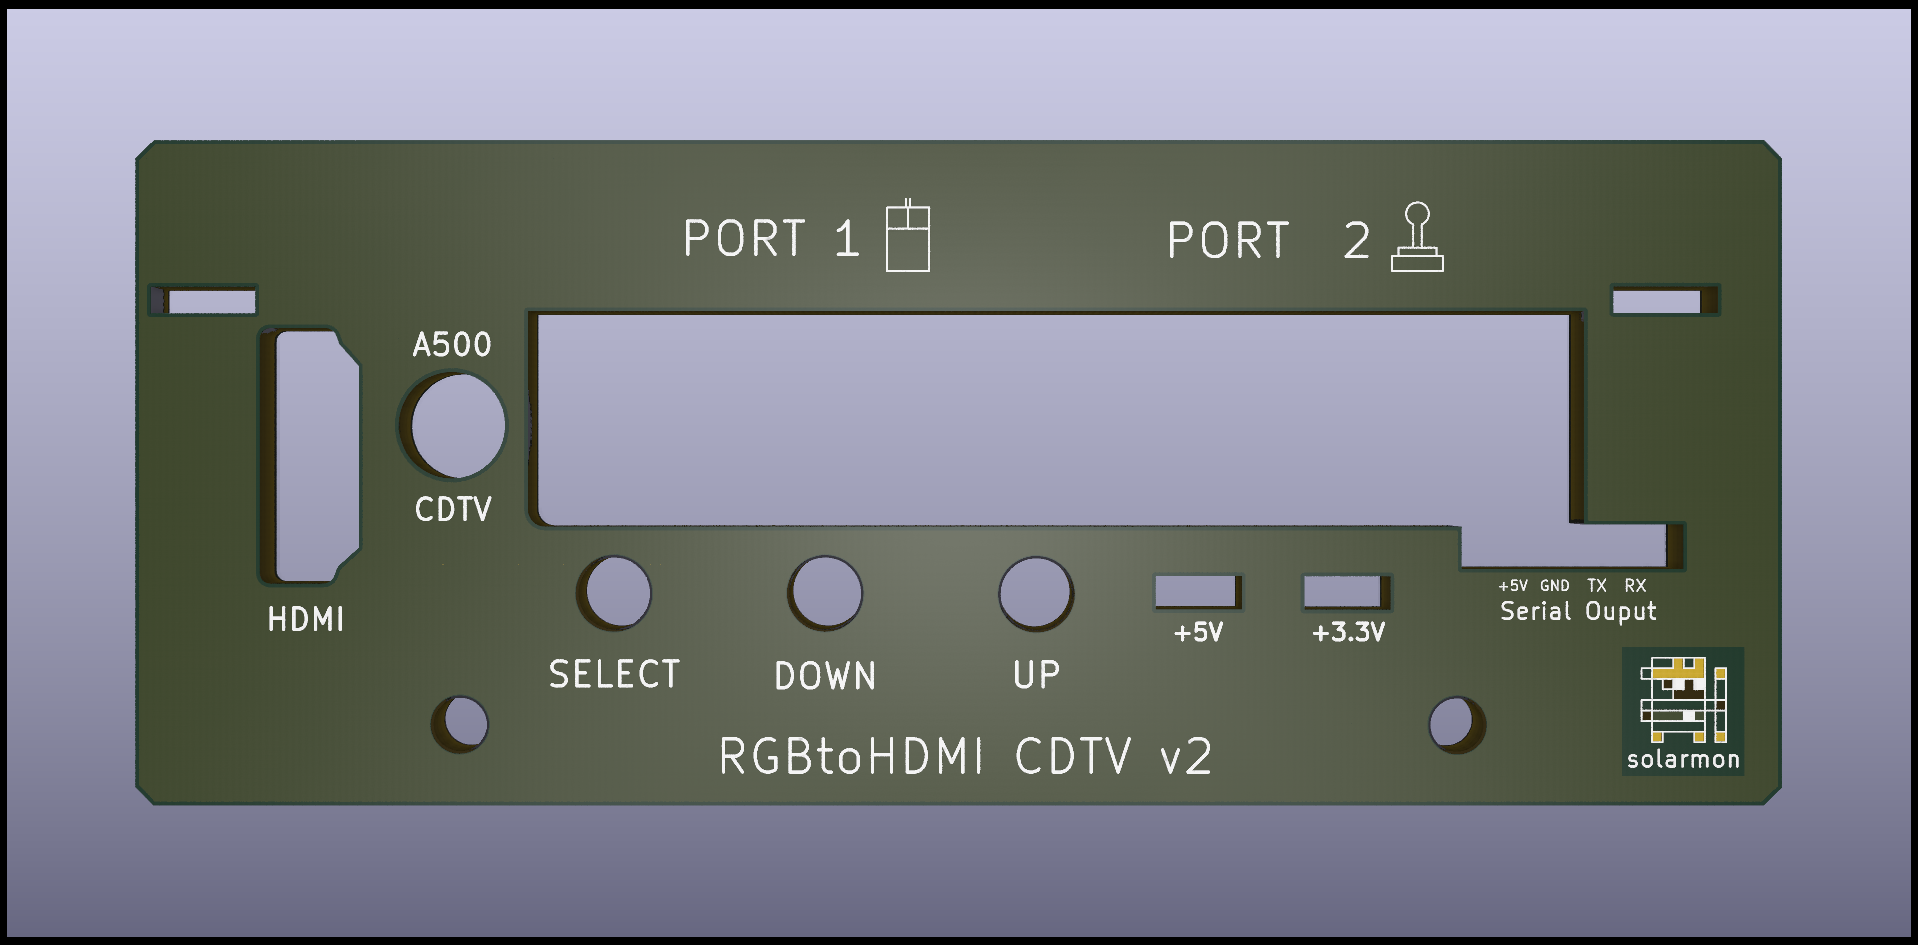 PORT 1
PORT 2
A500
CDTV
HDMI
SELECT
DOWN
UP
+5V
+3.3V
+5V GND TX RX
Serial Ouput
RGBtoHDMI CDTV v2
solarmon